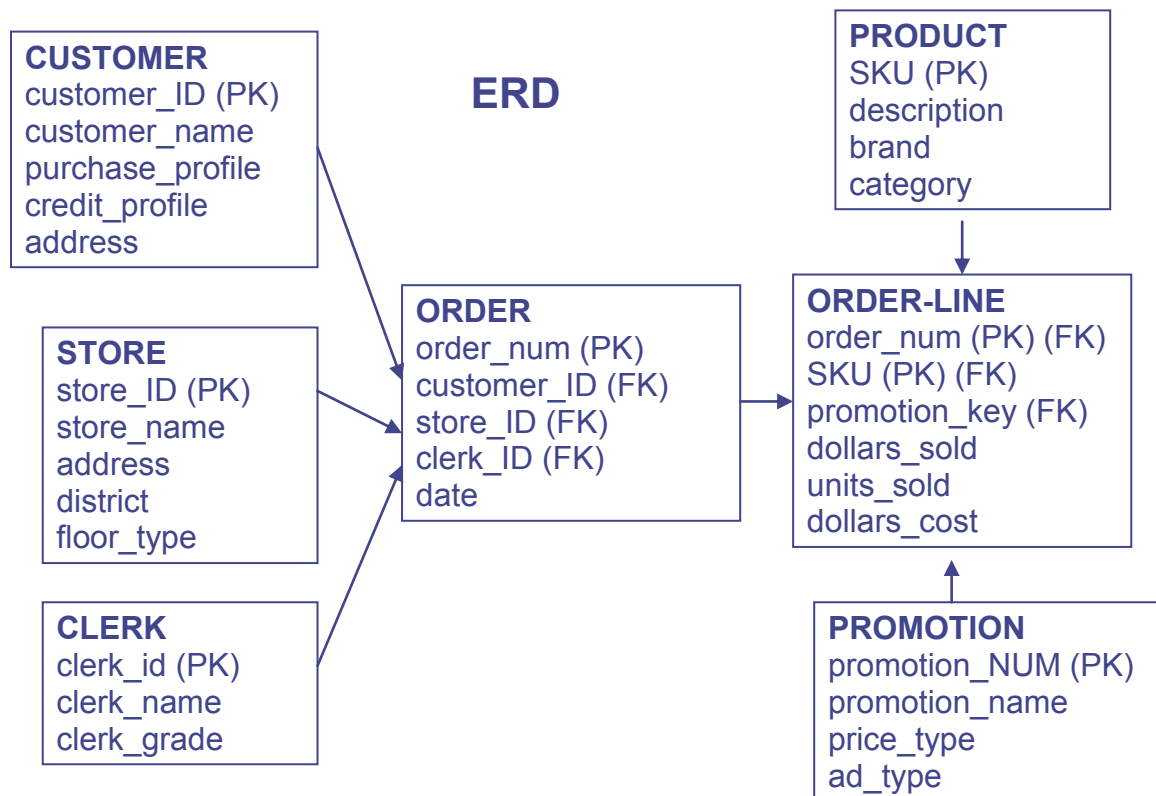 ERD
CUSTOMER
customer_ID (PK)
customer_name
purchase_profile
credit_profile
address
STORE
store_ID (PK)
store_name
address
district
floor_type
CLERK
clerk_id (PK)
clerk_name
clerk_grade
ORDER
order_num (PK)
customer_ID (FK)
store_ID (FK)
clerk_ID (FK)
date
PRODUCT
SKU (PK)
description
brand
category
ORDER-LINE
order_num (PK) (FK)
SKU (PK) (FK)
promotion_key (FK)
dollars_sold
units_sold
dollars_cost
PROMOTION
promotion_NUM (PK)
promotion_name
price_type
ad_type